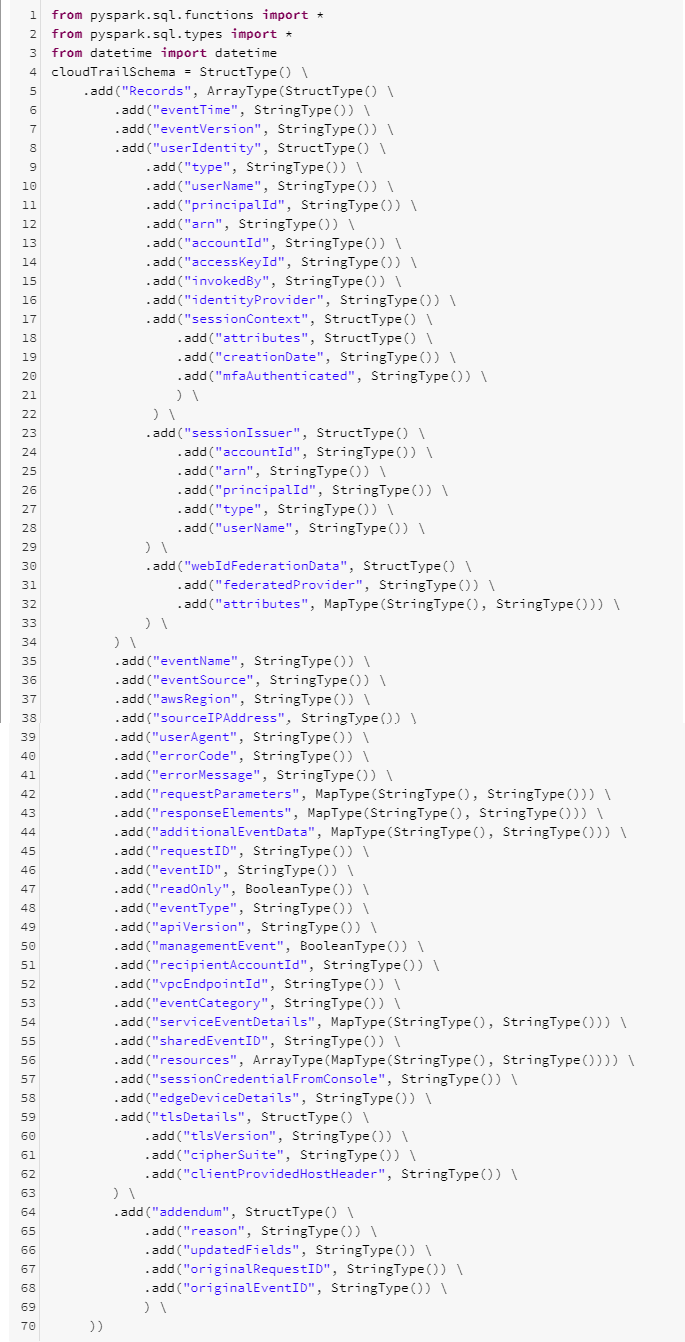 1 from pyspark.sql.functions import *
2 from pyspark.sql.types import *
3 from datetime import datetime
4 cloudTrailSchema = StructType() \
5     .add("Records", ArrayType(StructType() \
6         .add("eventTime", StringType()) \
7         .add("eventVersion", StringType()) \
8         .add("userIdentity", StructType() \
9             .add("type", StringType()) \
10             .add("userName", StringType()) \
11             .add("principalId", StringType()) \
12             .add("arn", StringType()) \
13             .add("accountId", StringType()) \
14             .add("accessKeyId", StringType()) \
15             .add("invokedBy", StringType()) \
16             .add("identityProvider", StringType()) \
17             .add("sessionContext", StructType() \
18                 .add("attributes", StructType() \
19                 .add("creationDate", StringType()) \
20                 .add("mfaAuthenticated", StringType()) \
21                 ) \
22              ) \
23             .add("sessionIssuer", StructType() \
24                 .add("accountId", StringType()) \
25                 .add("arn", StringType()) \
26                 .add("principalId", StringType()) \
27                 .add("type", StringType()) \
28                 .add("userName", StringType()) \
29             ) \
30             .add("webIdFederationData", StructType() \
31                 .add("federatedProvider", StringType()) \
32                 .add("attributes", MapType(StringType(), StringType())) \
33             ) \
34         ) \
35         .add("eventName", StringType()) \
36         .add("eventSource", StringType()) \
37         .add("awsRegion", StringType()) \
38         .add("sourceIPAddress", StringType()) \
39         .add("userAgent", StringType()) \
40         .add("errorCode", StringType()) \
41         .add("errorMessage", StringType()) \
42         .add("requestParameters", MapType(StringType(), StringType())) \
43         .add("responseElements", MapType(StringType(), StringType())) \
44         .add("additionalEventData", MapType(StringType(), StringType())) \
45         .add("requestID", StringType()) \
46         .add("eventID", StringType()) \
47         .add("readOnly", BooleanType()) \
48         .add("eventType", StringType()) \
49         .add("apiVersion", StringType()) \
50         .add("managementEvent", BooleanType()) \
51         .add("recipientAccountId", StringType()) \
52         .add("vpcEndpointId", StringType()) \
53         .add("eventCategory", StringType()) \
54         .add("serviceEventDetails", MapType(StringType(), StringType())) \
55         .add("sharedEventID", StringType()) \
56         .add("resources", ArrayType(MapType(StringType(), StringType()))) \
57         .add("sessionCredentialFromConsole", StringType()) \
58         .add("edgeDeviceDetails", StringType()) \
59         .add("tlsDetails", StructType() \
60             .add("tlsVersion", StringType()) \
61             .add("cipherSuite", StringType()) \
62             .add("clientProvidedHostHeader", StringType()) \
63         ) \
64         .add("addendum", StructType() \
65             .add("reason", StringType()) \
66             .add("updatedFields", StringType()) \
67             .add("originalRequestID", StringType()) \
68             .add("originalEventID", StringType()) \
69             ) \
70      ))